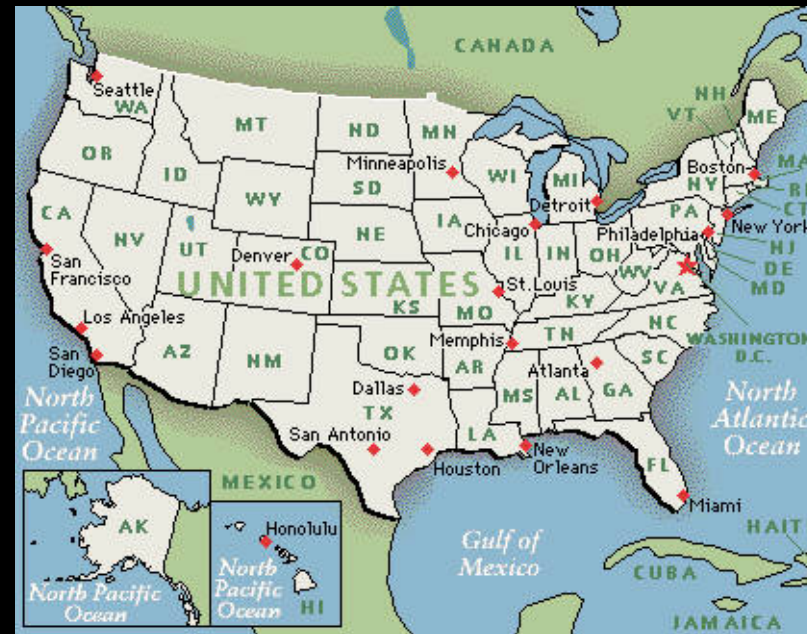 CANADA
NH
VT
ME
Seattle
WA
MT
ND
MN
OR
ID
Minneapolis
WI
MI
Boston
MA
NY
RI
CT
SD
WY
Detroit
PA
New York
CA
IA
Chicago
NE
NV
UT
Denver
CO
IL
IN
OH
Philadelphia
NJ
San
Francisco
WV
DE
UNITED STATES
St. Louis
VA
MD
KS
MO
KY
Los Angeles
NC
WASHINGTON
D.C.
Memphis
TN
San
Diego
AZ
NM
OK
AR
Atlanta
SC
Dallas
MS
AL
GA
North
Pacific
Ocean
North
Atlantic
Ocean
TX
San Antonio
LA
Houston
New
Orleans
FL
MEXICO
Miami
AK
Honolulu
Gulf of
Mexico
HAIT
North Pacific
Ocean
North
Pacific
Ocean
HI
CUBA
JAMAICA